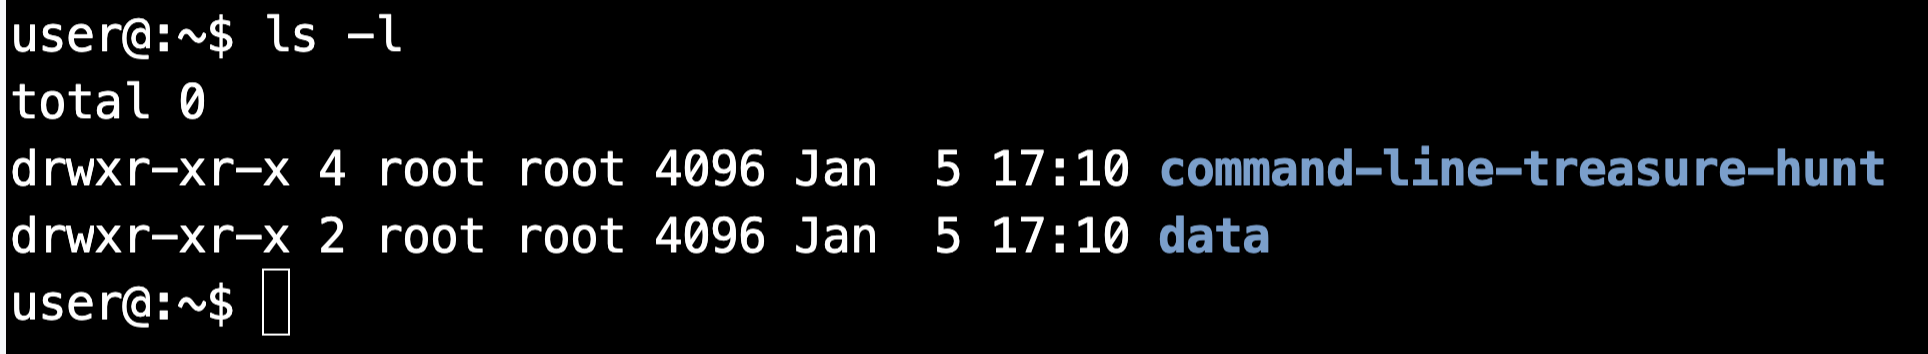 user@:~$ ls -l
total 0
drwxr-xr-x 4 root root 4096 Jan  5 17:10 command-line-treasure-hunt
drwxr-xr-x 2 root root 4096 Jan  5 17:10 data
user@:~$